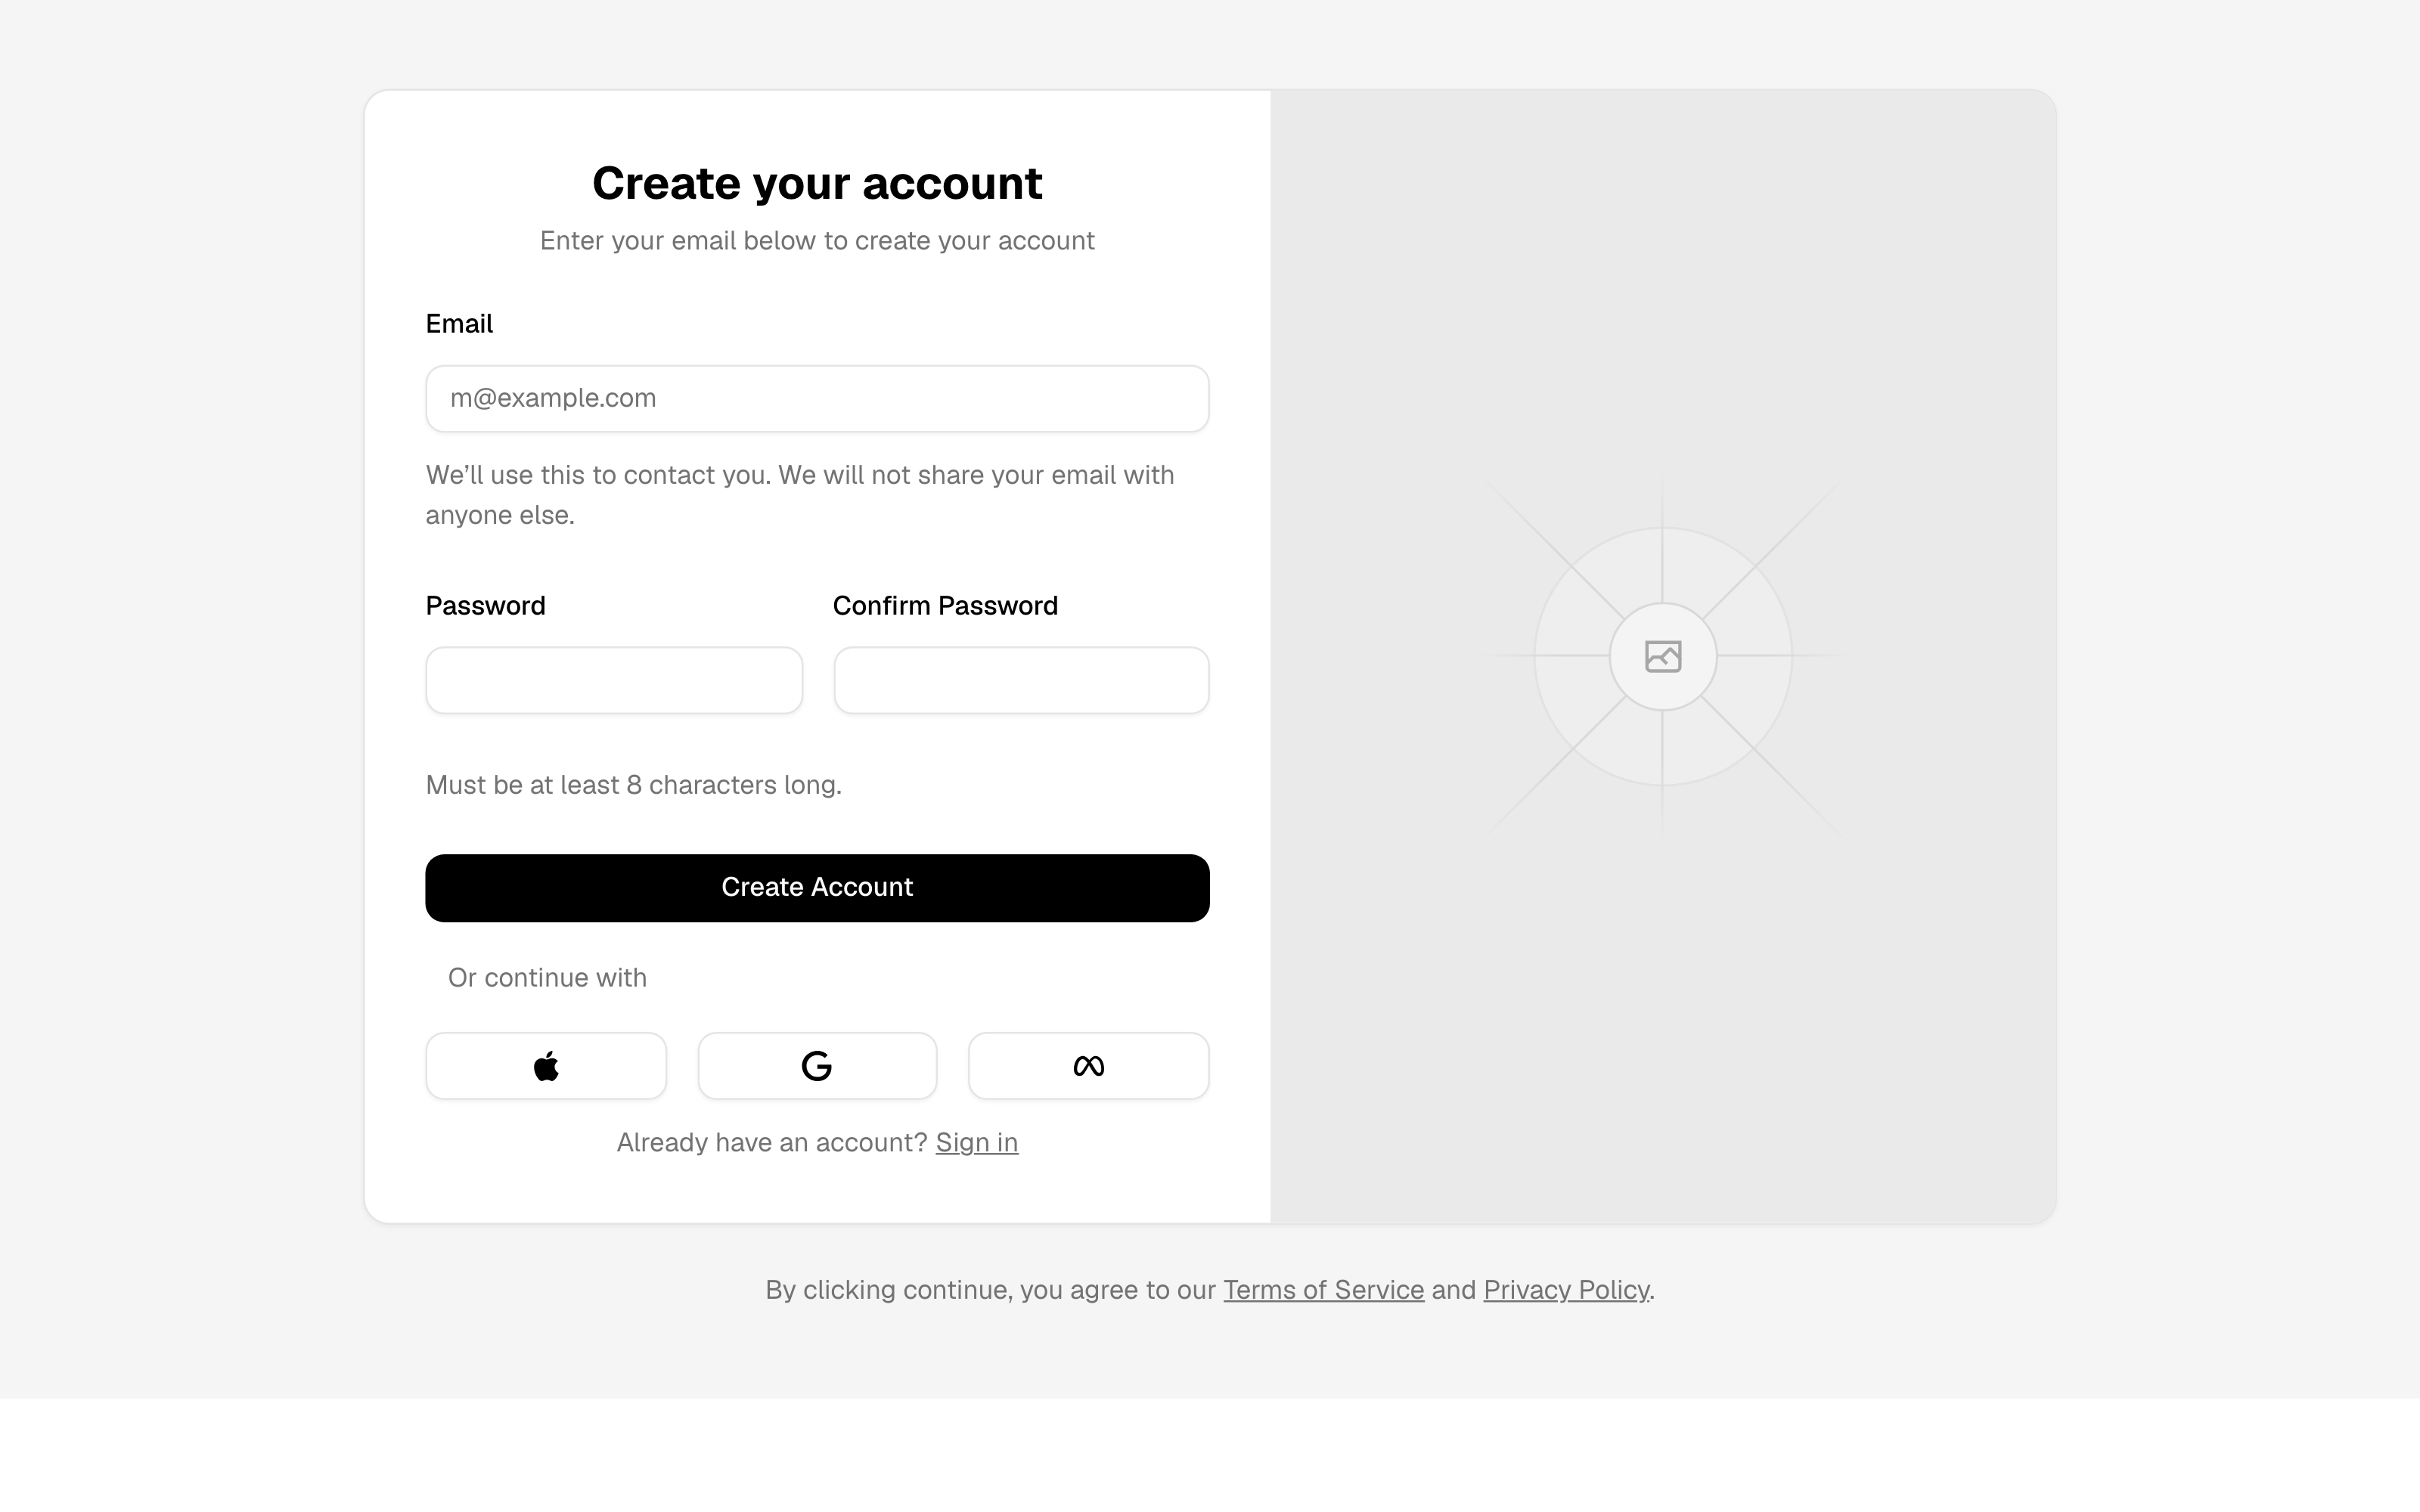 Create your account
Enter your email below to create your account
Email
m@example.com
We’ll use this to contact you. We will not share your email with
anyone else.
Password
Confirm Password
Must be at least 8 characters long.
Create Account
Or continue with
Already have an account? Sign in
By clicking continue, you agree to our Terms of Service and Privacy Policy.